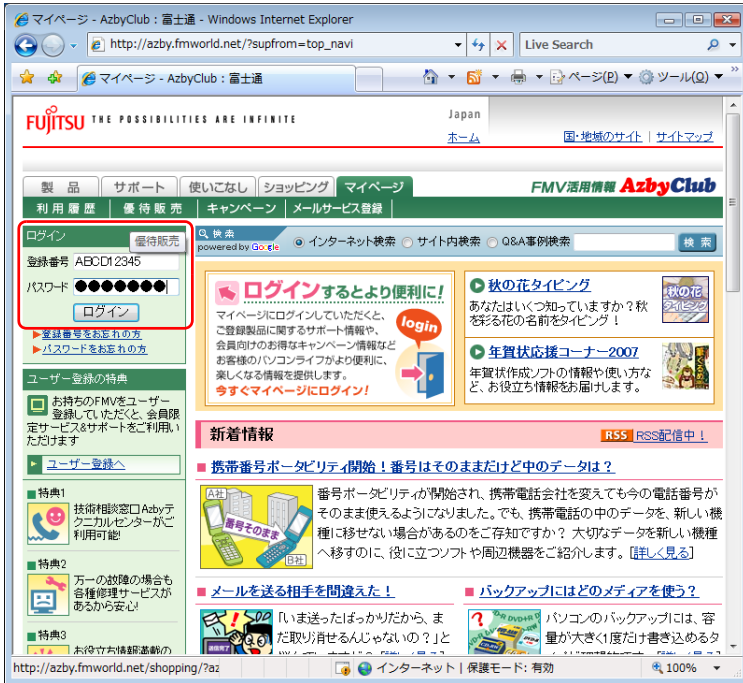 マイページ - AzbyClub : 富士通 - Windows Internet Explorer
http://azby.fmworld.net/?supfrom=top_navi
Live Search
マイページ - AzbyClub : 富士通
ページ(P)
ツール(O)
FUJITSU THE POSSIBILITIES ARE INFINITE
Japan
ホーム
国・地域のサイト | サイトマップ
製品
サポート
使いこなし
ショッピング
マイページ
FMV活用情報 AzbyClub
利用履歴
優待販売
キャンペーン
メールサービス登録
ログイン
優待販売
登録番号 ABCD12345
パスワード ●●●●●●●
ログイン
▶登録番号をお忘れの方
▶パスワードをお忘れの方
検索
powered by Google
インターネット検索
サイト内検索
Q&A事例検索
検索
ログインするとより便利に!
マイページにログインしていただくと、
ご登録製品に関するサポート情報や、
会員向けのお得なキャンペーン情報など
お客様のパソコンライフがより便利に、
楽しくなる情報を提供します。
今すぐマイページにログイン!
login
秋の花タイピング
あなたはいくつ知っていますか?秋
を彩る花の名前をタイピング!
秋の花
タイピング
年賀状応援コーナー2007
年賀状作成ソフトの情報や使い方な
ど、お役立ち情報をお届けします。
ユーザー登録の特典
お持ちのFMVをユーザー
登録していただくと、会員限
定サービス&サポートをご利用い
ただけます
ユーザー登録へ
■特典1
技術相談窓口Azbyテ
クニカルセンターがご
利用可能!
■特典2
万一の故障の場合も
各種修理サービスが
あるから安心!
■特典3
お役立ち情報満載の
新着情報
RSS RSS配信中!
■ 携帯番号ポータビリティ開始!番号はそのままだけど中のデータは?
A社
番号そのまま
B社
番号ポータビリティが開始され、携帯電話会社を変えても今の電話番号が
そのまま使えるようになりました。でも、携帯電話の中のデータを、新しい機
種に移せない場合があるのをご存知ですか? 大切なデータを新しい機種
へ移すのに、役に立つソフトや周辺機器をご紹介します。[詳しく見る]
■ メールを送る相手を間違えた!
「いま送ったばっかりだから、ま
だ取り消せるんじゃないの?」と
■ バックアップにはどのメディアを使う?
パソコンのバックアップには、容
量が大きく1度だけ書き込めるタ
http://azby.fmworld.net/shopping/?az
インターネット | 保護モード: 有効
100%